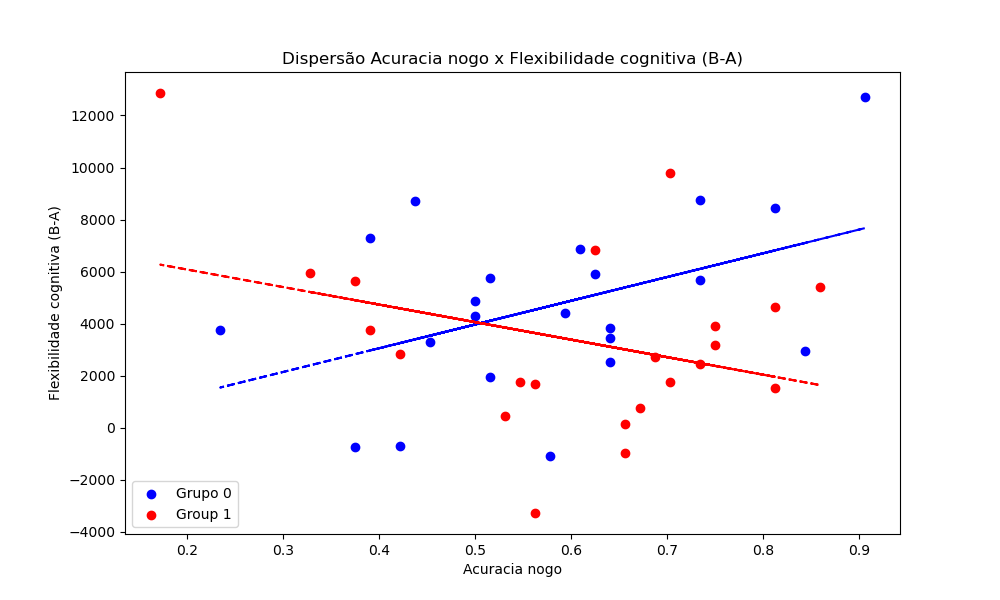 Dispersão Acuracia nogo x Flexibilidade cognitiva (B-A)
Flexibilidade cognitiva (B-A)
12000
10000
8000
6000
4000
2000
0
−2000
−4000
Grupo 0
Group 1
0.2 0.3 0.4 0.5 0.6 0.7 0.8 0.9
Acuracia nogo